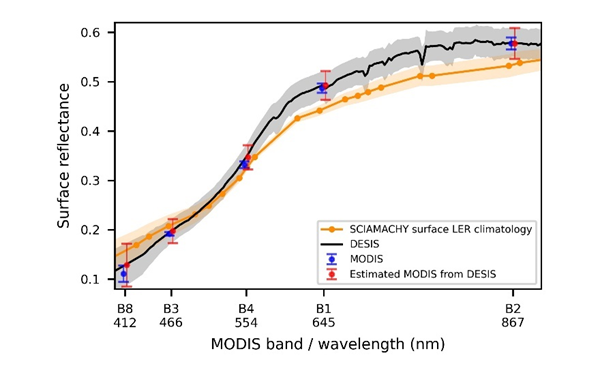 0.6
0.5
0.4
0.3
0.2
0.1
Surface reflectance
SCIAMACHY surface LER climatology
DESIS
MODIS
Estimated MODIS from DESIS
B8 B3 B4 B1 B2
412 466 554 645 867
MODIS band / wavelength (nm)